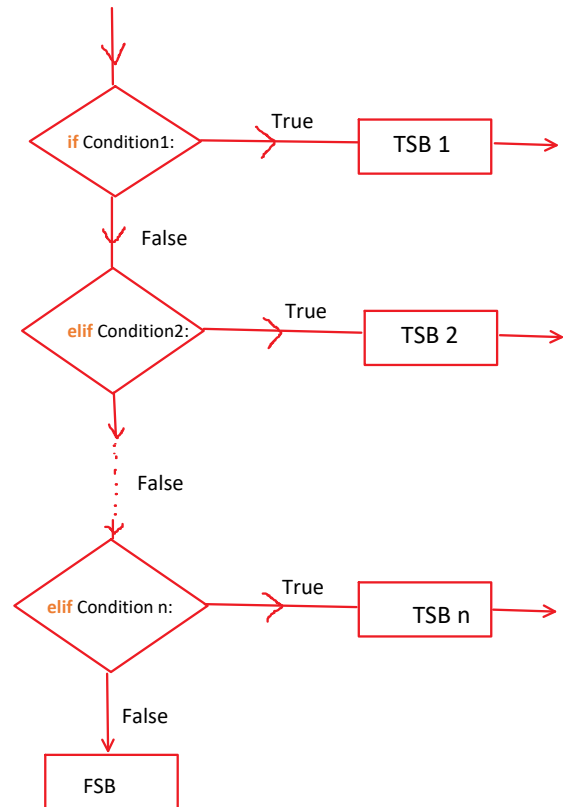 True
if Condition1:
TSB 1
False
True
elif Condition2:
TSB 2
False
True
elif Condition n:
TSB n
False
FSB